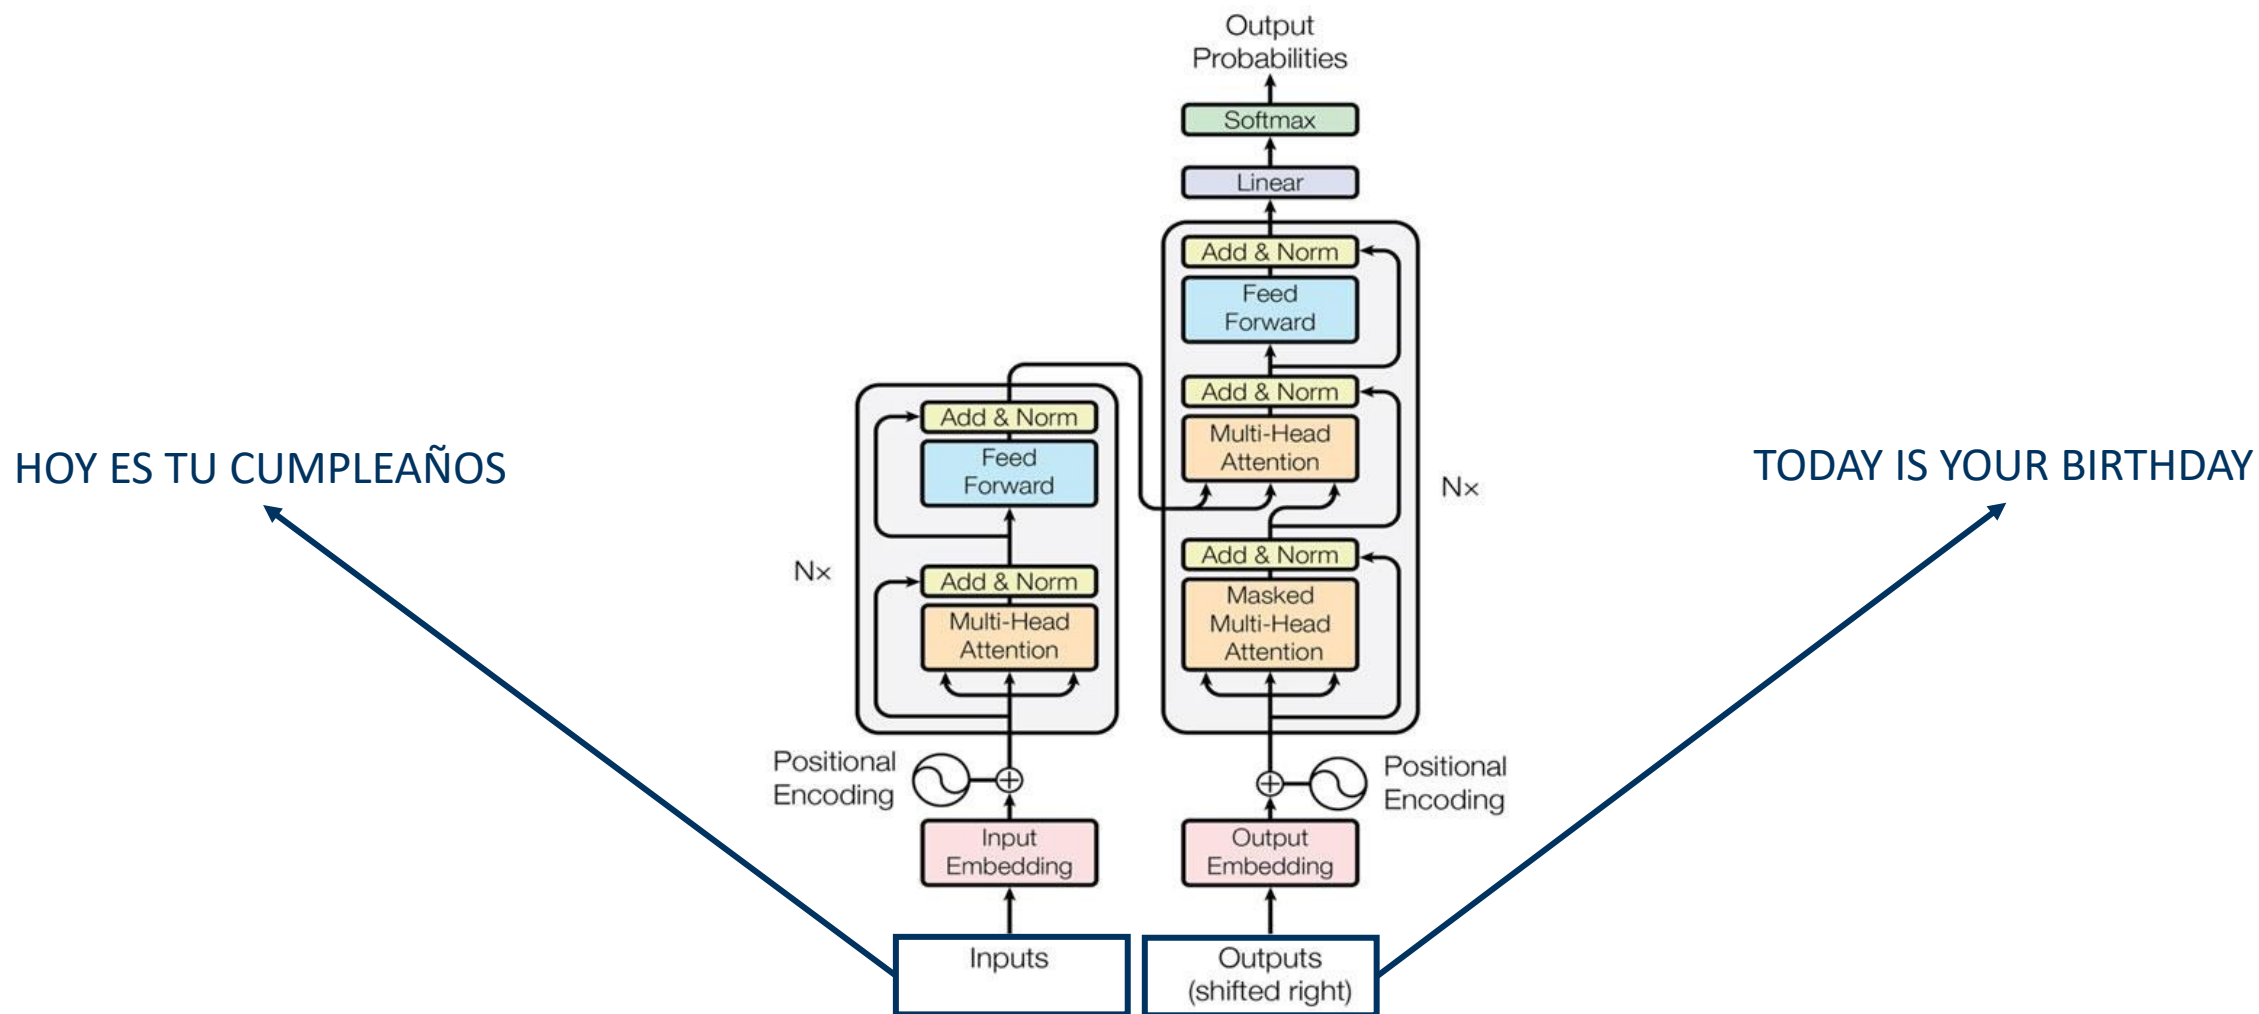 Output
Probabilities
Softmax
Linear
Add & Norm
Feed
Forward
Add & Norm
Multi-Head
Attention
Nx
Add & Norm
Masked
Multi-Head
Attention
Add & Norm
Feed
Forward
Nx
Add & Norm
Multi-Head
Attention
HOY ES TU CUMPLEAÑOS
TODAY IS YOUR BIRTHDAY
Positional
Encoding
Positional
Encoding
Input
Embedding
Output
Embedding
Inputs
Outputs
(shifted right)